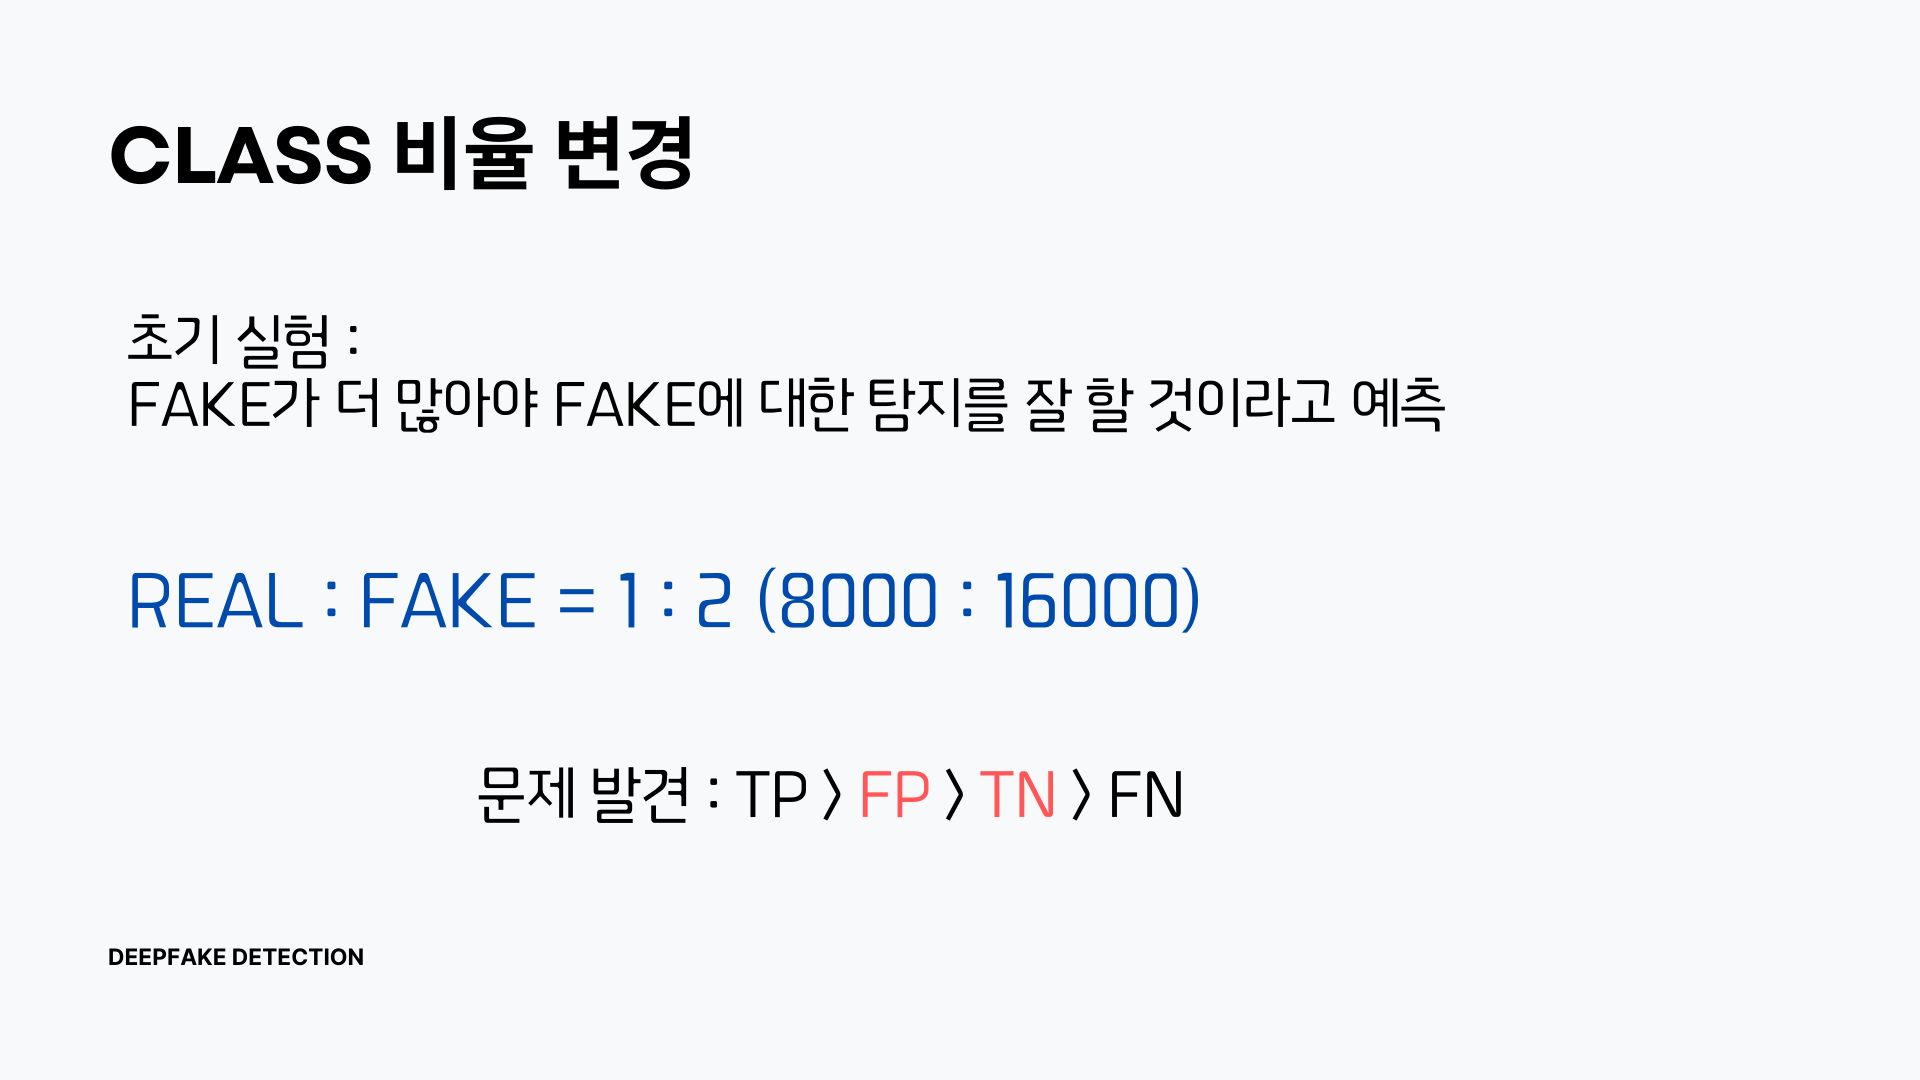 CLASS 비율 변경
초기 실험 :
FAKE가 더 많아야 FAKE에 대한 탐지를 잘 할 것이라고 예측
REAL : FAKE = 1 : 2 (8000 : 16000)
문제 발견 : TP > FP > TN > FN
DEEPFAKE DETECTION